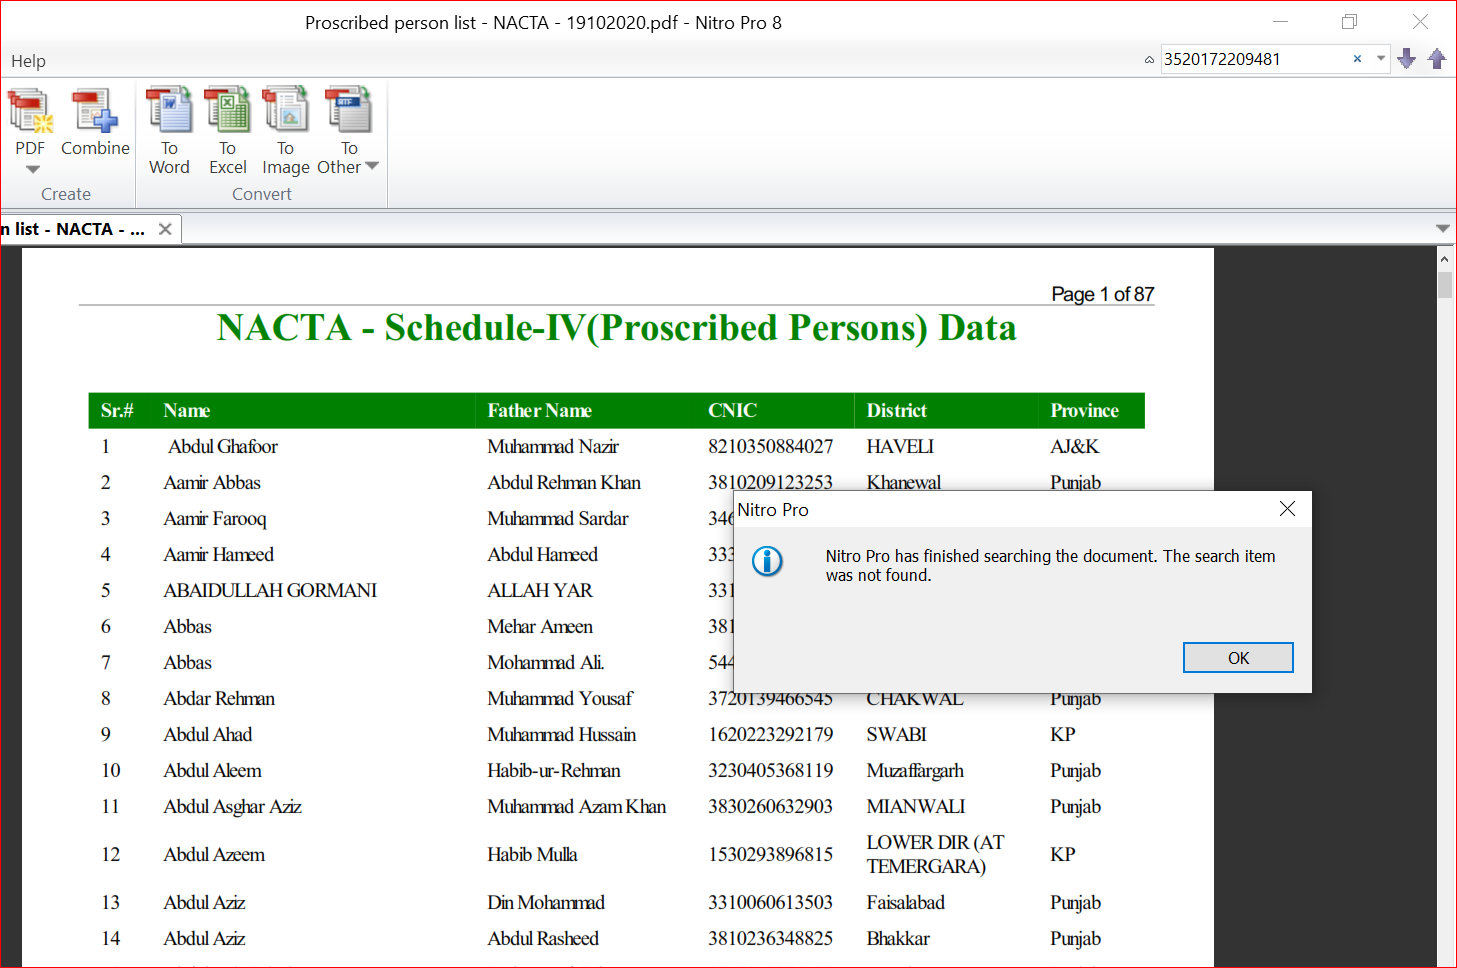 Proscribed person list - NACTA - 19102020.pdf - Nitro Pro 8
Help
3520172209481
PDF
Combine
To Word
To Excel
To Image
To Other
Create
Convert
n list - NACTA - ...
Page 1 of 87
NACTA - Schedule-IV(Proscribed Persons) Data
Sr.# Name Father Name CNIC District Province
1 Abdul Ghafoor Muhammad Nazir 8210350884027 HAVELI AJ&K
2 Aamir Abbas Abdul Rehman Khan 3810209123253 Khanewal Punjab
3 Aamir Farooq Muhammad Sardar 346
4 Aamir Hameed Abdul Hameed 333
5 ABAIDULLAH GORMANI ALLAH YAR 331
6 Abbas Mehar Ameen 381
7 Abbas Mohammad Ali. 544
8 Abdar Rehman Muhammad Yousaf 3720139466545 CHAKWAL Punjab
9 Abdul Ahad Muhammad Hussain 1620223292179 SWABI KP
10 Abdul Aleem Habib-ur-Rehman 3230405368119 Muzaffargarh Punjab
11 Abdul Asghar Aziz Muhammad Azam Khan 3830260632903 MIANWALI Punjab
12 Abdul Azeem Habib Mulla 1530293896815 LOWER DIR (AT TEMERGARA) KP
13 Abdul Aziz Din Mohammad 3310060613503 Faisalabad Punjab
14 Abdul Aziz Abdul Rasheed 3810236348825 Bhakkar Punjab
Nitro Pro
Nitro Pro has finished searching the document. The search item
was not found.
OK